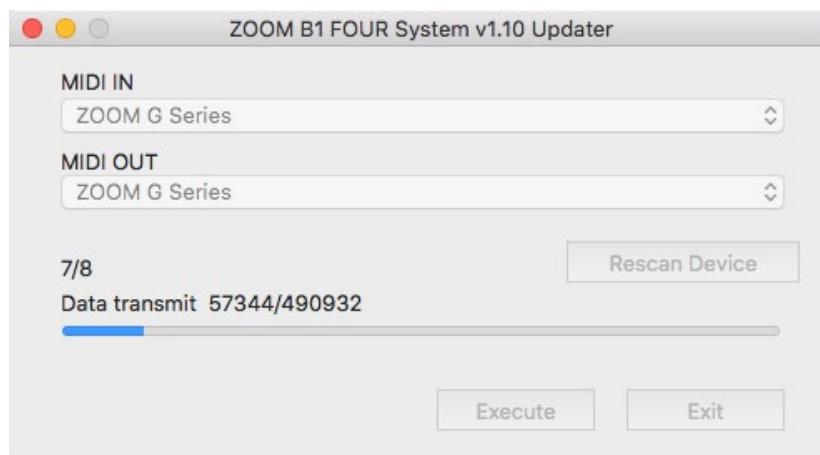 ZOOM B1 FOUR System v1.10 Updater
MIDI IN
ZOOM G Series
MIDI OUT
ZOOM G Series
Rescan Device
7/8
Data transmit 57344/490932
Execute Exit